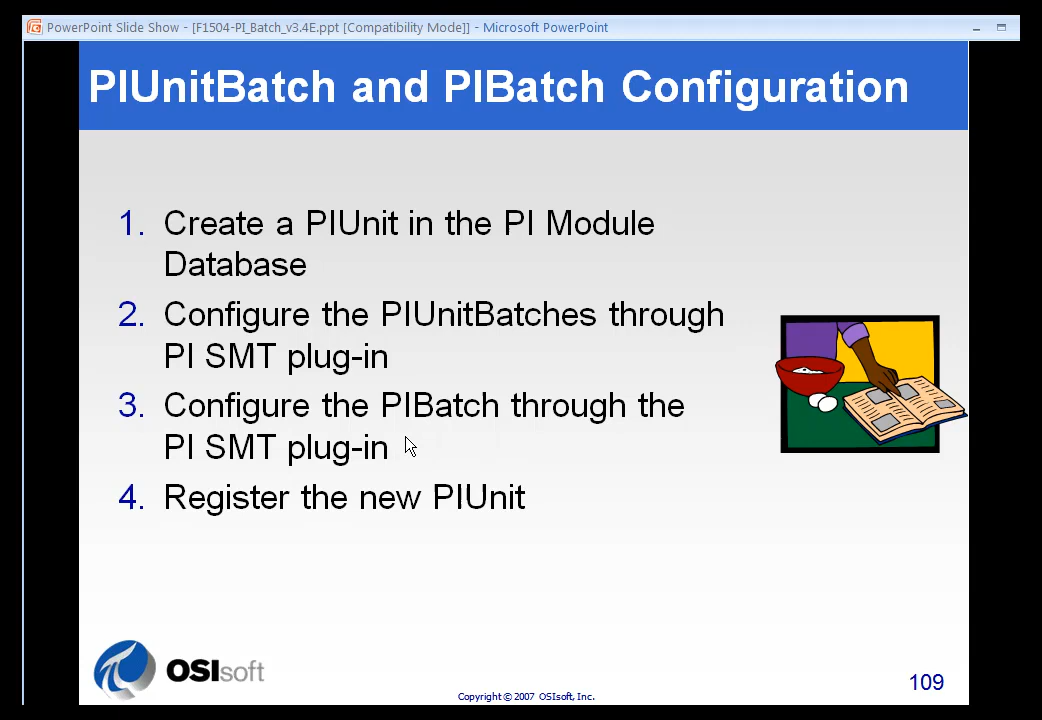 PowerPoint Slide Show - [F1504-PI_Batch_v3.4E.ppt [Compatibility Mode]] - Microsoft PowerPoint
PIUnitBatch and PIBatch Configuration
1. Create a PIUnit in the PI Module
Database
2. Configure the PIUnitBatches through
PI SMT plug-in
3. Configure the PIBatch through the
PI SMT plug-in
4. Register the new PIUnit
OSIsoft
Copyright © 2007 OSIsoft, Inc.
109